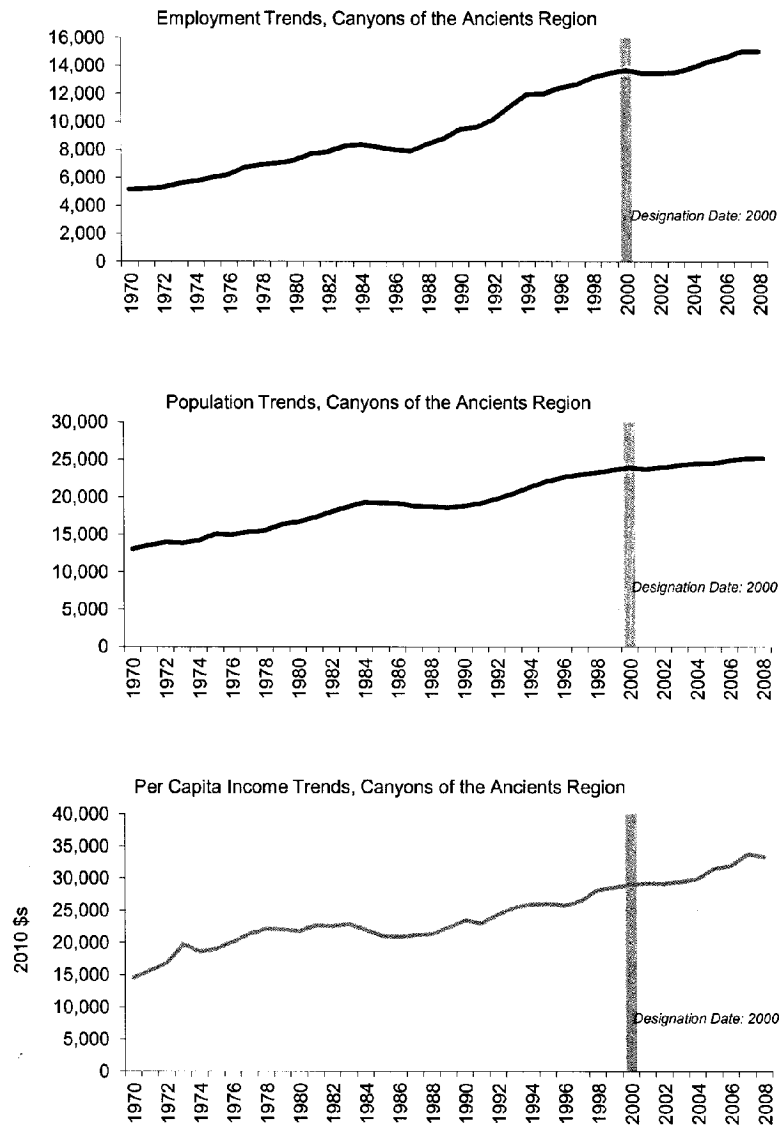 Employment Trends, Canyons of the Ancients Region
16,000
14,000
12,000
10,000
8,000
6,000
4,000
2,000
0
Designation Date: 2000
1970 1972 1974 1976 1978 1980 1982 1984 1986 1988 1990 1992 1994 1996 1998 2000 2002 2004 2006 2008
Population Trends, Canyons of the Ancients Region
30,000
25,000
20,000
15,000
10,000
5,000
0
Designation Date: 2000
1970 1972 1974 1976 1978 1980 1982 1984 1986 1988 1990 1992 1994 1996 1998 2000 2002 2004 2006 2008
Per Capita Income Trends, Canyons of the Ancients Region
2010 $s
40,000
35,000
30,000
25,000
20,000
15,000
10,000
5,000
0
Designation Date: 2000
1970 1972 1974 1976 1978 1980 1982 1984 1986 1988 1990 1992 1994 1996 1998 2000 2002 2004 2006 2008